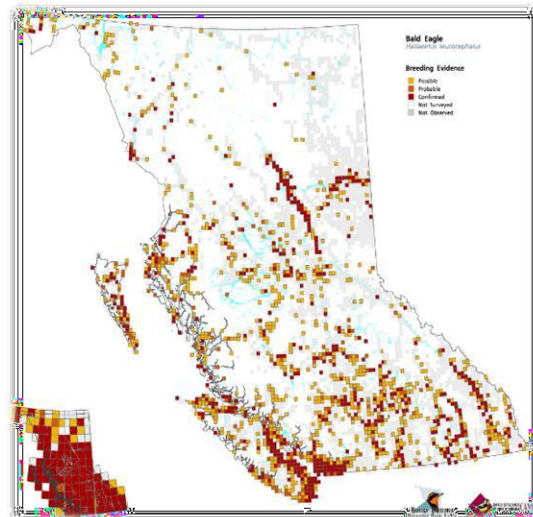 Bald Eagle
Haliaeetus leucocephalus
Breeding Evidence
Possible
Probable
Confirmed
Not Surveyed
Not Observed